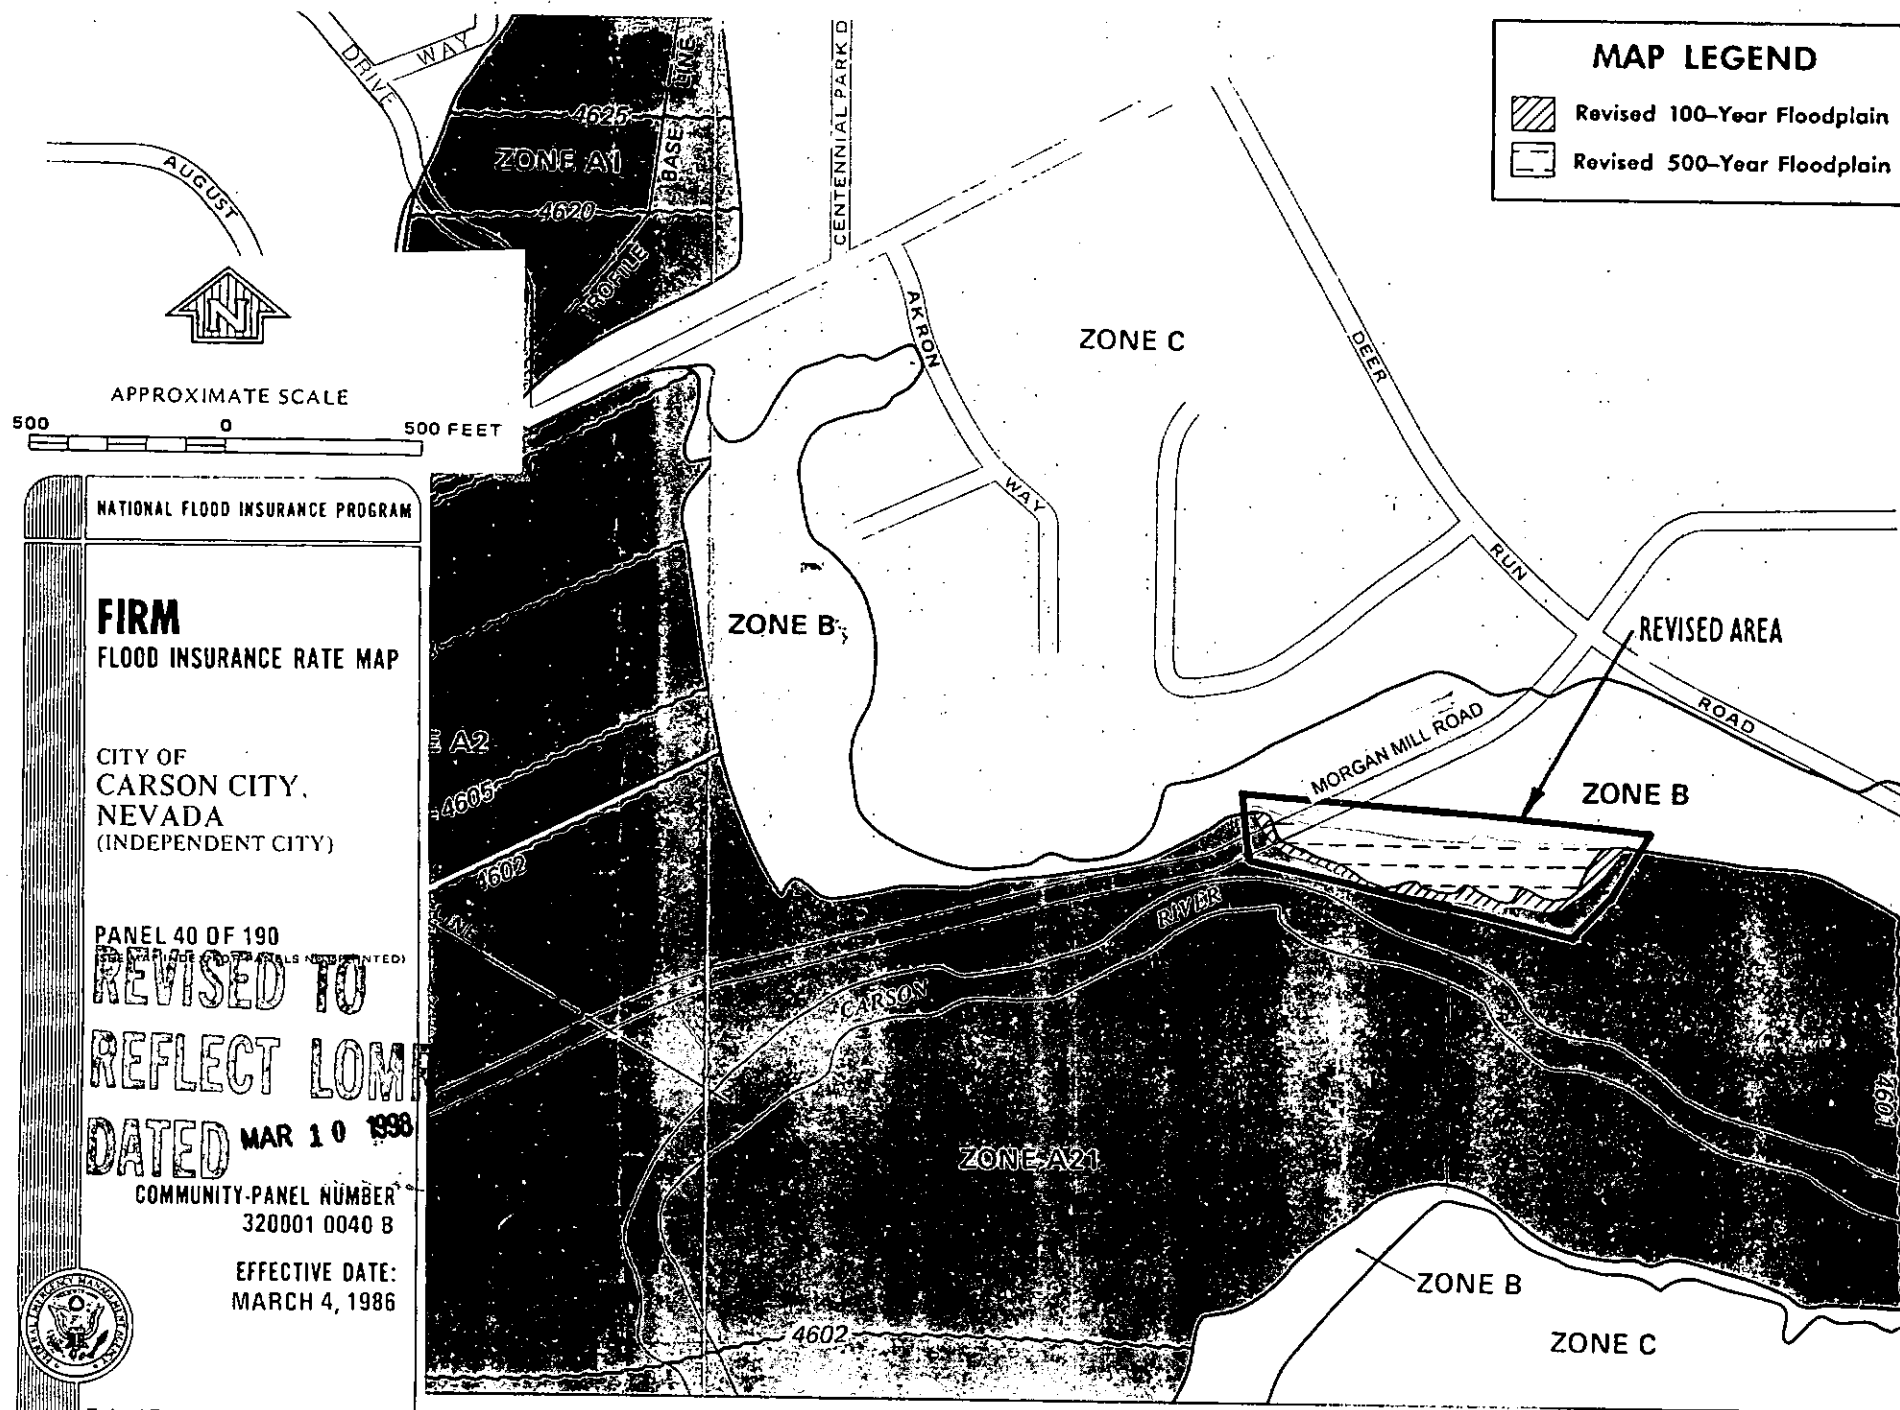 MAP LEGEND
Revised 100-Year Floodplain
Revised 500-Year Floodplain
DRIVE
WAY
AUGUST
N
APPROXIMATE SCALE
500 0 500 FEET
NATIONAL FLOOD INSURANCE PROGRAM
FIRM
FLOOD INSURANCE RATE MAP
CITY OF
CARSON CITY,
NEVADA
(INDEPENDENT CITY)
PANEL 40 OF 190
REVISED TO
REFLECT LOMR
DATED MAR 10 1998
COMMUNITY-PANEL NUMBER
320001 0040 B
EFFECTIVE DATE:
MARCH 4, 1986
4625
ZONE A1
4620
PROFILE BASE LINE
CENTENNIAL PARK D
AKRON WAY
ZONE C
DEER RUN ROAD
ZONE B
REVISED AREA
MORGAN MILL ROAD
ZONE B
E A2
4605
4602
LINE
CARSON RIVER
ZONE A21
4601
ZONE B
ZONE C
4602